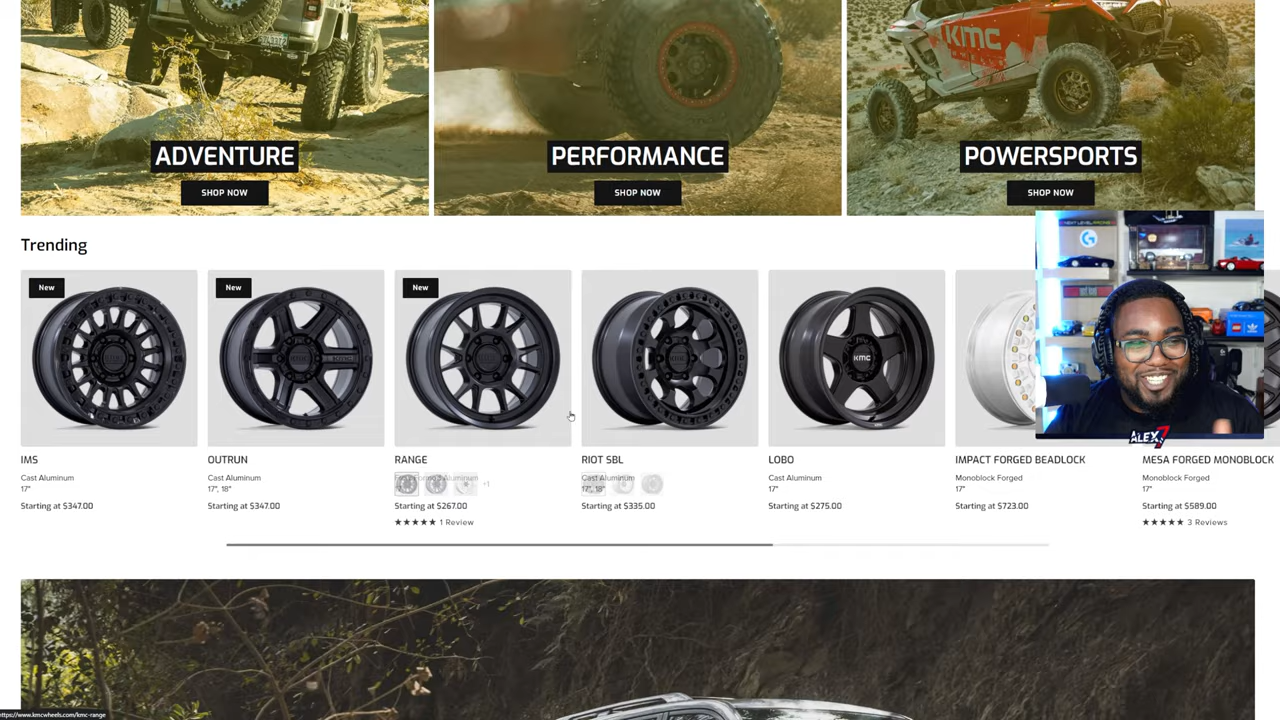 KMC
ADVENTURE
PERFORMANCE
POWERSPORTS
SHOP NOW
SHOP NOW
SHOP NOW
Trending
New
New
New
KMC
ALEX 7
IMS
OUTRUN
RANGE
RIOT SBL
LOBO
IMPACT FORGED BEADLOCK
MESA FORGED MONOBLOCK
Cast Aluminum
Cast Aluminum
Aluminum
+1
Cast Aluminum
Cast Aluminum
Monoblock Forged
Monoblock Forged
17"
17", 18"
17", 18"
17"
17"
17"
Starting at $347.00
Starting at $347.00
Starting at $267.00
Starting at $335.00
Starting at $275.00
Starting at $723.00
Starting at $589.00
★★★★★ 1 Review
★★★★★ 3 Reviews
https://www.kmcwheels.com/kmc-range